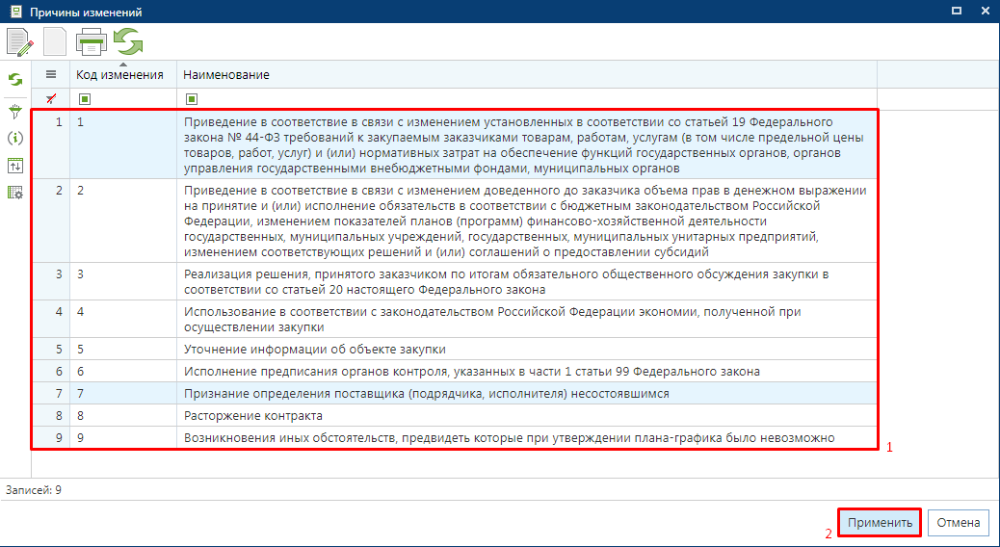 Причины изменений
Код изменения Наименование
1 1 Приведение в соответствие в связи с изменением установленных в соответствии со статьей 19 Федерального
закона № 44-ФЗ требований к закупаемым заказчиками товарам, работам, услугам (в том числе предельной цены
товаров, работ, услуг) и (или) нормативных затрат на обеспечение функций государственных органов, органов
управления государственными внебюджетными фондами, муниципальных органов
2 2 Приведение в соответствие в связи с изменением доведенного до заказчика объема прав в денежном выражении
на принятие и (или) исполнение обязательств в соответствии с бюджетным законодательством Российской
Федерации, изменением показателей планов (программ) финансово-хозяйственной деятельности
государственных, муниципальных учреждений, государственных, муниципальных унитарных предприятий,
изменением соответствующих решений и (или) соглашений о предоставлении субсидий
3 3 Реализация решения, принятого заказчиком по итогам обязательного общественного обсуждения закупки в
соответствии со статьей 20 настоящего Федерального закона
4 4 Использование в соответствии с законодательством Российской Федерации экономии, полученной при
осуществлении закупки
5 5 Уточнение информации об объекте закупки
6 6 Исполнение предписания органов контроля, указанных в части 1 статьи 99 Федерального закона
7 7 Признание определения поставщика (подрядчика, исполнителя) несостоявшимся
8 8 Расторжение контракта
9 9 Возникновения иных обстоятельств, предвидеть которые при утверждении плана-графика было невозможно
1
Записей: 9
2 Применить Отмена